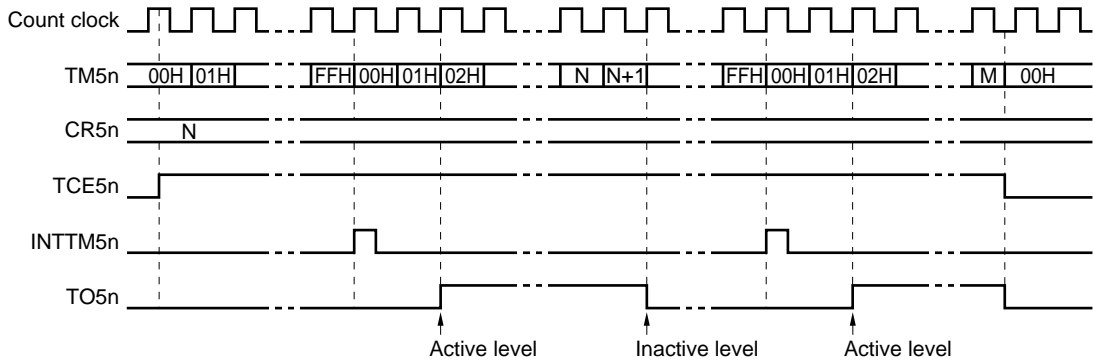 Count clock
TM5n 00H 01H FFH 00H 01H 02H N N+1 FFH 00H 01H 02H M 00H
CR5n N
TCE5n
INTTM5n
TO5n
Active level Inactive level Active level